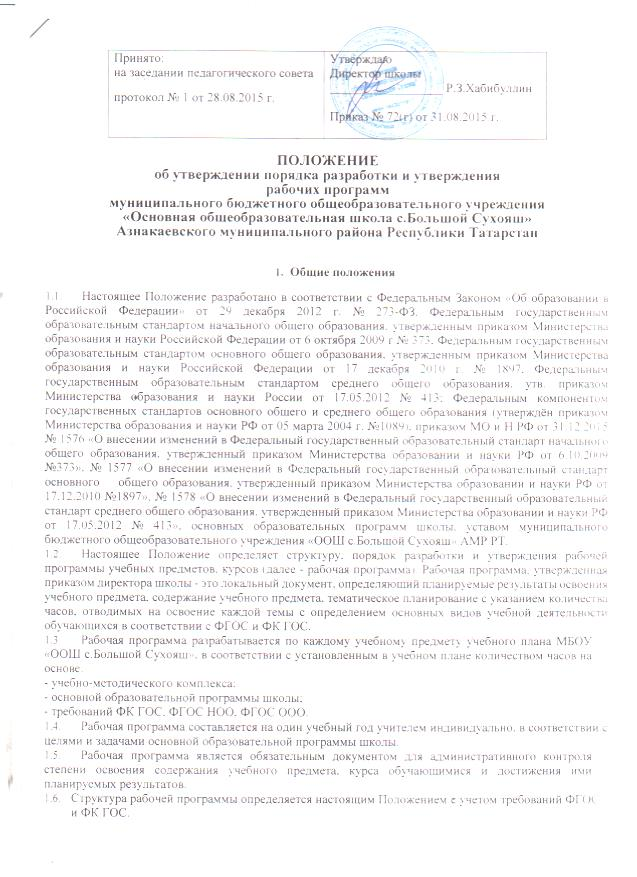 Принято:
на заседании педагогического совета
протокол № 1 от 28.08.2015 г.
Утверждаю
Директор школы
Р.З.Хабибуллин
Приказ № 72(г) от 31.08.2015 г.
ПОЛОЖЕНИЕ
об утверждении порядка разработки и утверждения
рабочих программ
муниципального бюджетного общеобразовательного учреждения
«Основная общеобразовательная школа с.Большой Сухояш»
Азнакаевского муниципального района Республики Татарстан
1. Общие положения
1.1 Настоящее Положение разработано в соответствии с Федеральным Законом «Об образовании в
Российской Федерации» от 29 декабря 2012 г. № 273-ФЗ, Федеральным государственным
образовательным стандартом начального общего образования, утвержденным приказом Министерства
образования и науки Российской Федерации от 6 октября 2009 г № 373, Федеральным государственным
образовательным стандартом основного общего образования, утвержденным приказом Министерства
образования и науки Российской Федерации от 17 декабря 2010 г. № 1897, Федеральным
государственным образовательным стандартом среднего общего образования, утв. приказом
Министерства образования и науки России от 17.05.2012 № 413; Федеральным компонентом
государственных стандартов основного общего и среднего общего образования (утверждён приказом
Министерства образования и науки РФ от 05 марта 2004 г. №1089), приказом МО и Н РФ от 31.12.2015
№ 1576 «О внесении изменений в Федеральный государственный образовательный стандарт начального
общего образования, утвержденный приказом Министерства образования и науки РФ от 6.10.2009
№373», № 1577 «О внесении изменений в Федеральный государственный образовательный стандарт
основного общего образования, утвержденный приказом Министерства образования и науки РФ от
17.12.2010 №1897», № 1578 «О внесении изменений в Федеральный государственный образовательный
стандарт среднего общего образования, утвержденный приказом Министерства образования и науки РФ
от 17.05.2012 № 413», основных образовательных программ школы, уставом муниципального
бюджетного общеобразовательного учреждения «ООШ с.Большой Сухояш» АМР РТ.
1.2 Настоящее Положение определяет структуру, порядок разработки и утверждения рабочей
программы учебных предметов, курсов (далее - рабочая программа). Рабочая программа, утвержденная
приказом директора школы - это локальный документ, определяющий планируемые результаты освоения
учебного предмета, содержание учебного предмета, тематическое планирование с указанием количества
часов, отводимых на освоение каждой темы с определением основных видов учебной деятельности
обучающихся в соответствии с ФГОС и ФК ГОС.
1.3 Рабочая программа разрабатывается по каждому учебному предмету учебного плана МБОУ
«ООШ с.Большой Сухояш», в соответствии с установленным в учебном плане количеством часов на
основе:
- учебно-методического комплекса;
- основной образовательной программы школы;
- требований ФК ГОС, ФГОС НОО, ФГОС ООО.
1.4. Рабочая программа составляется на один учебный год учителем индивидуально, в соответствии с
целями и задачами основной образовательной программы школы.
1.5. Рабочая программа является обязательным документом для административного контроля
степени освоения содержания учебного предмета, курса обучающимися и достижения ими
планируемых результатов.
1.6. Структура рабочей программы определяется настоящим Положением с учетом требований ФГОС
и ФК ГОС.